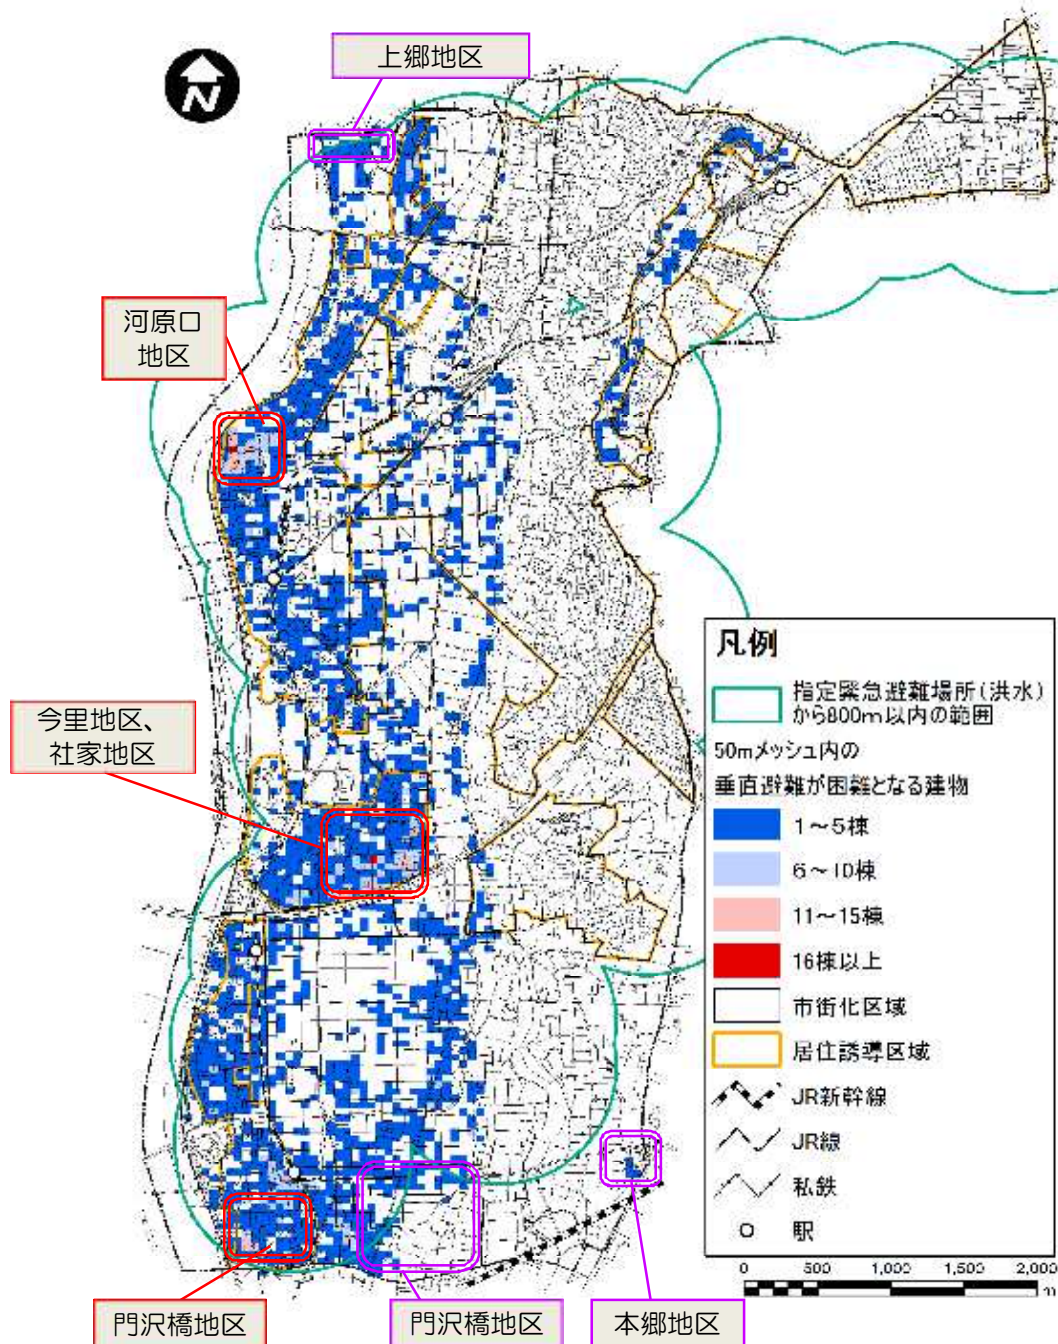 上郷地区
N
河原口
地区
今里地区、
社家地区
凡例
指定緊急避難場所(洪水)
から800m以内の範囲
50mメッシュ内の
垂直避難が困難となる建物
1～5棟
6～10棟
11～15棟
16棟以上
市街化区域
居住誘導区域
JR新幹線
JR線
私鉄
駅
0 500 1,000 1,500 2,000
m
門沢橋地区
門沢橋地区
本郷地区